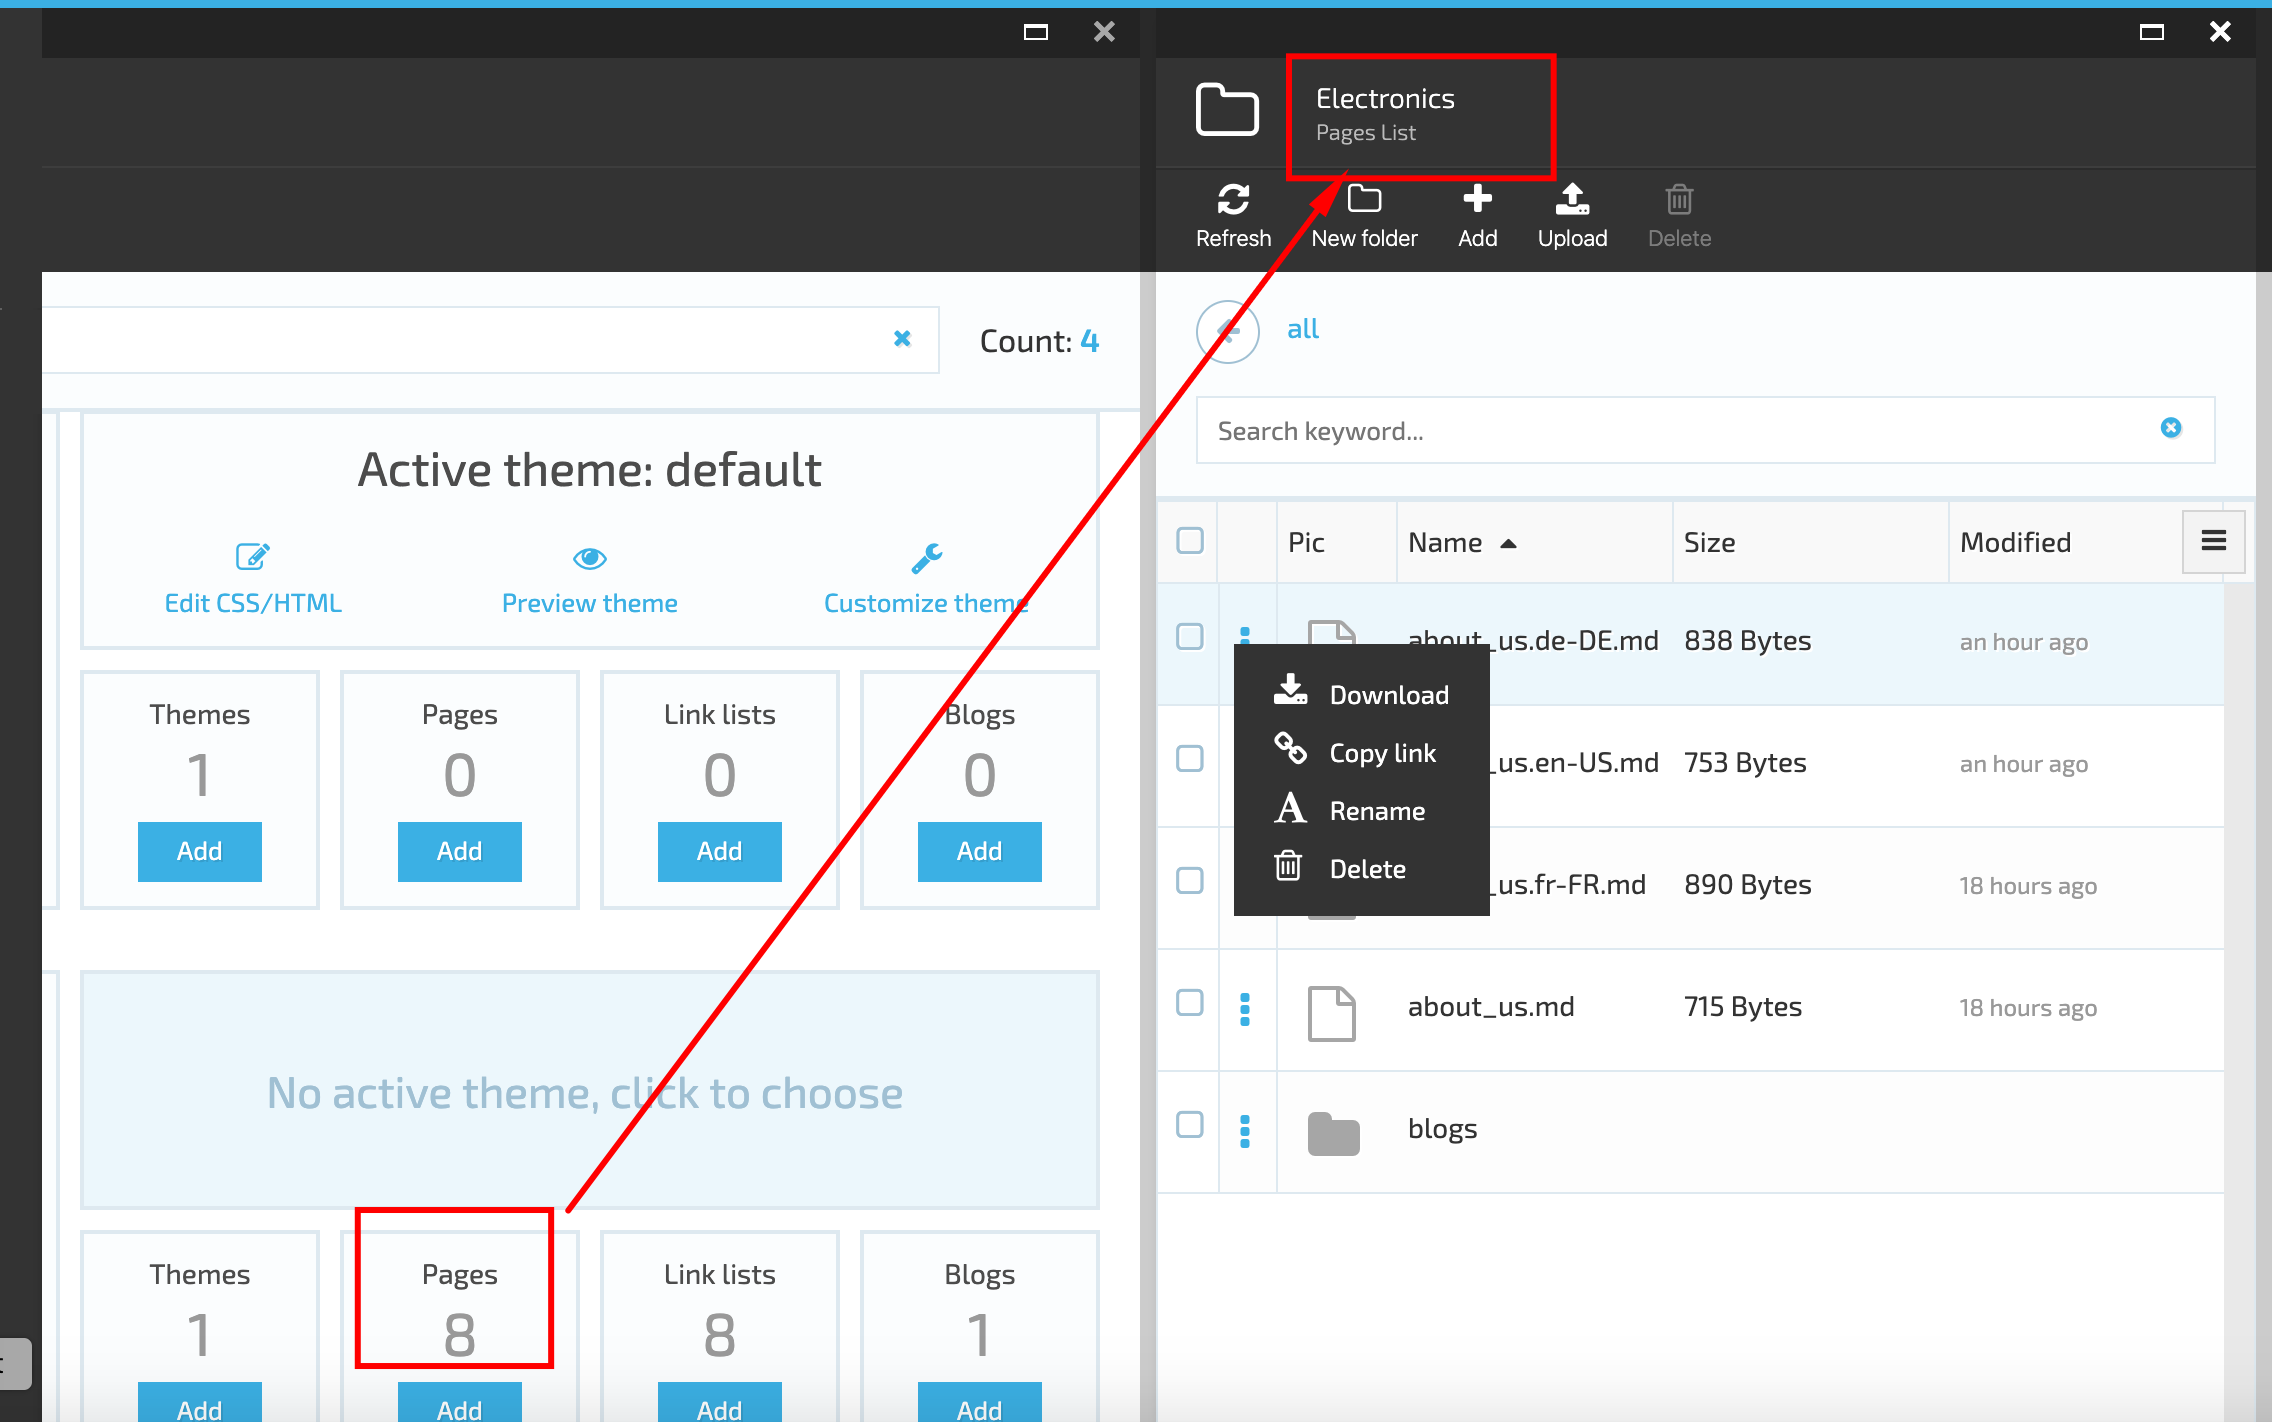 Electronics
Pages List
Refresh
New folder
Add
Upload
Delete
Count: 4
all
Search keyword...
Active theme: default
Edit CSS/HTML
Preview theme
Customize theme
Themes
1
Add
Pages
0
Add
Link lists
0
Add
Blogs
0
Add
No active theme, click to choose
Themes
1
Add
Pages
8
Add
Link lists
8
Add
Blogs
1
Add
Pic
Name
Size
Modified
about_us.de-DE.md
838 Bytes
an hour ago
_us.en-US.md
753 Bytes
an hour ago
_us.fr-FR.md
890 Bytes
18 hours ago
about_us.md
715 Bytes
18 hours ago
blogs
Download
Copy link
Rename
Delete